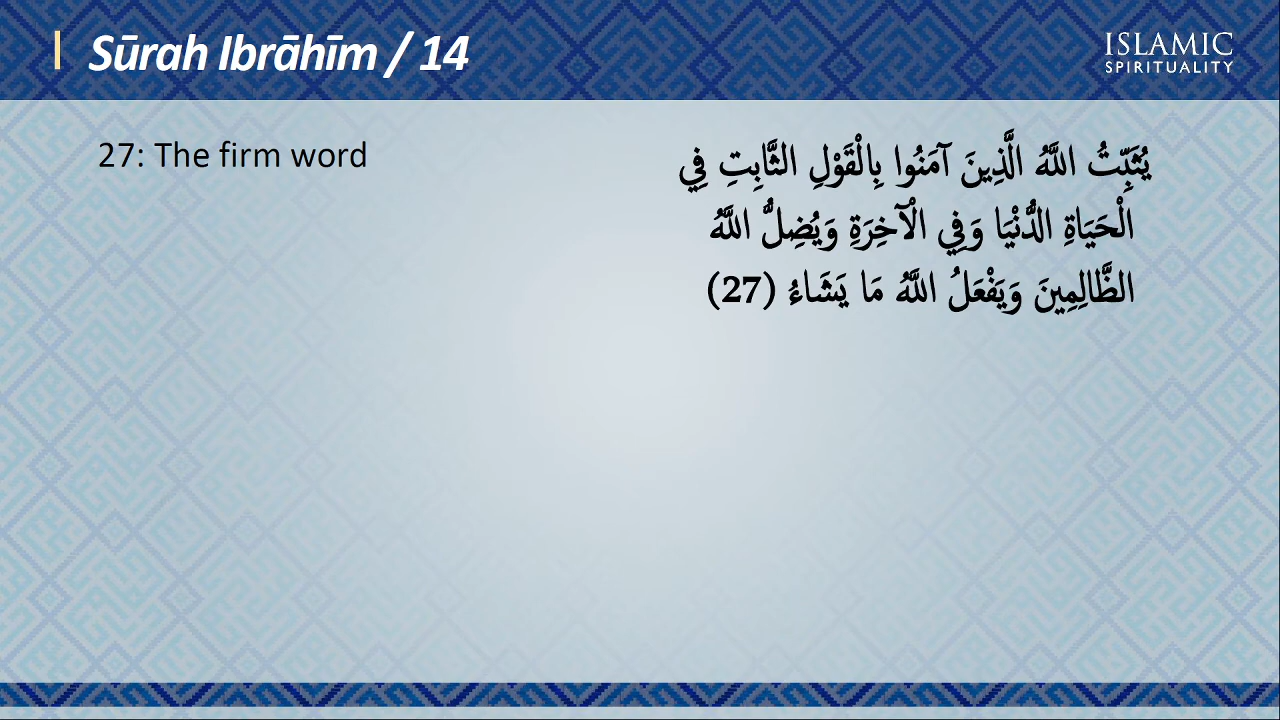 Sūrah Ibrāhīm / 14
ISLAMIC
SPIRITUALITY
27: The firm word
يُثَبِّتُ اللَّهُ الَّذِينَ آمَنُوا بِالْقَوْلِ الثَّابِتِ فِي
الْحَيَاةِ الدُّنْيَا وَفِي الْآخِرَةِ وَيُضِلُّ اللَّهُ
الظَّالِمِينَ وَيَفْعَلُ اللَّهُ مَا يَشَاءُ (27)